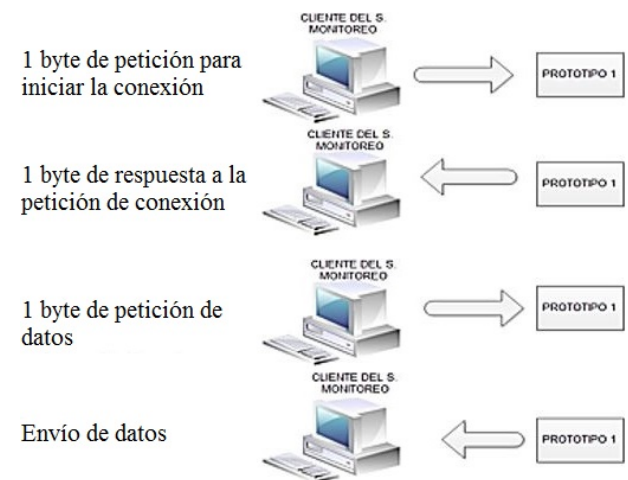 CLIENTE DEL S.
MONITOREO
1 byte de petición para
iniciar la conexión
PROTOTIPO 1
CLIENTE DEL S.
MONITOREO
1 byte de respuesta a la
petición de conexión
PROTOTIPO 1
CLIENTE DEL S.
MONITOREO
1 byte de petición de
datos
PROTOTIPO 1
CLIENTE DEL S.
MONITOREO
Envío de datos
PROTOTIPO 1